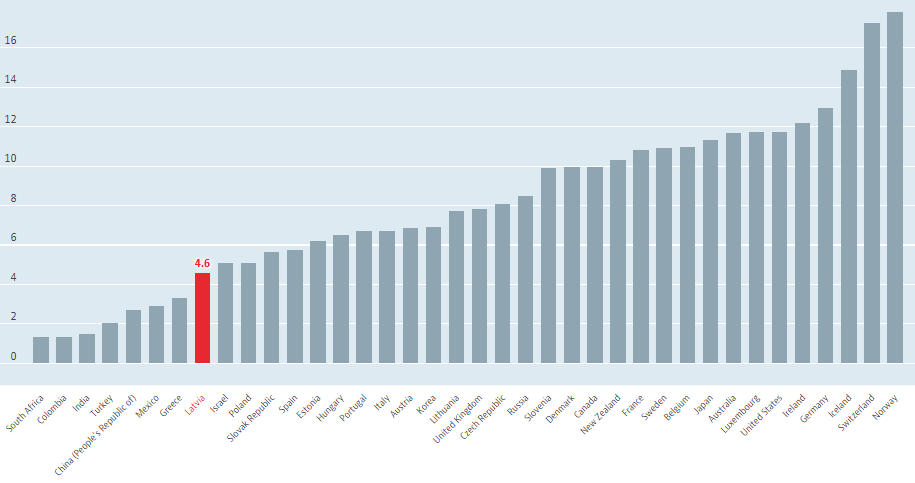 16
14
12
10
8
6
4.6
4
2
0
South Africa
Colombia
India
Turkey
China (People's Republic of)
Mexico
Greece
Latvia
Israel
Poland
Slovak Republic
Spain
Estonia
Hungary
Portugal
Italy
Austria
Korea
Lithuania
United Kingdom
Czech Republic
Russia
Slovenia
Denmark
Canada
New Zealand
France
Sweden
Belgium
Japan
Australia
Luxembourg
United States
Ireland
Germany
Iceland
Switzerland
Norway